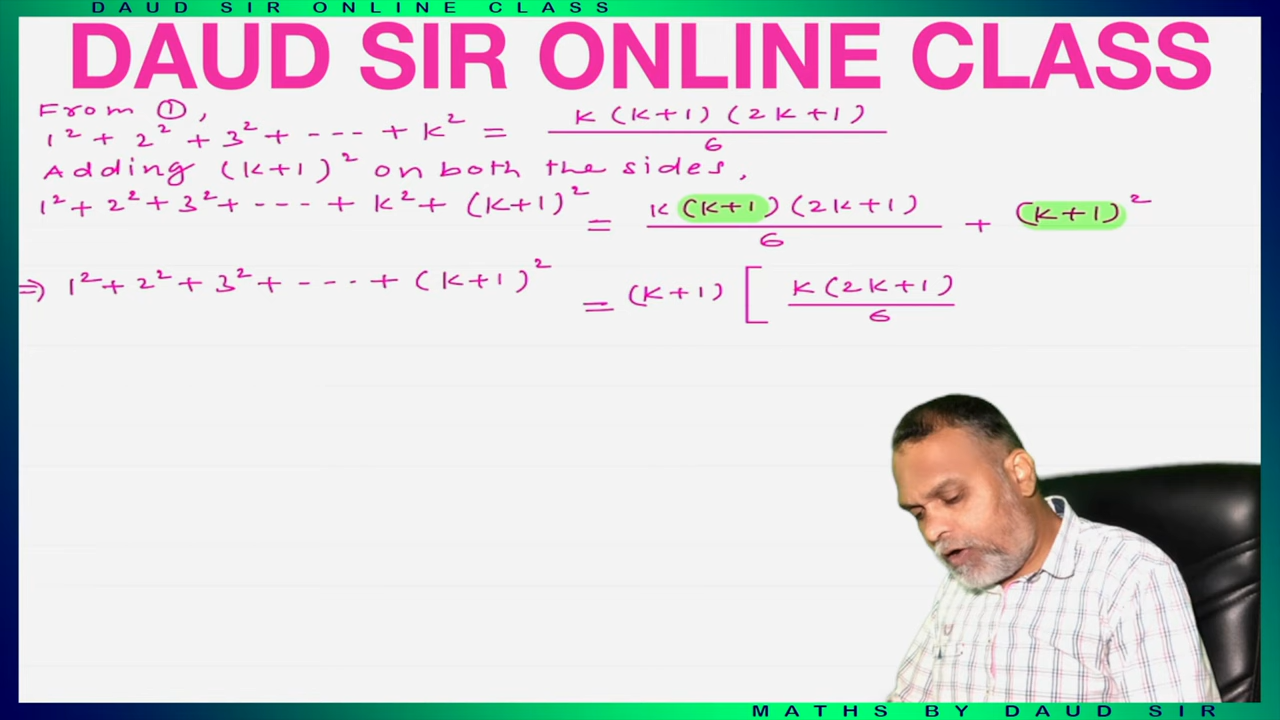 DAUD SIR ONLINE CLASS
DAUD SIR ONLINE CLASS
From ①,
1² + 2² + 3² + --- + k² = k(k+1)(2k+1)/6
Adding (k+1)² on both the sides,
1² + 2² + 3² + --- + k² + (k+1)² = k(k+1)(2k+1)/6 + (k+1)²
⇒ 1² + 2² + 3² + --- + (k+1)² = (k+1) [ k(2k+1)/6
MATHS BY DAUD SIR